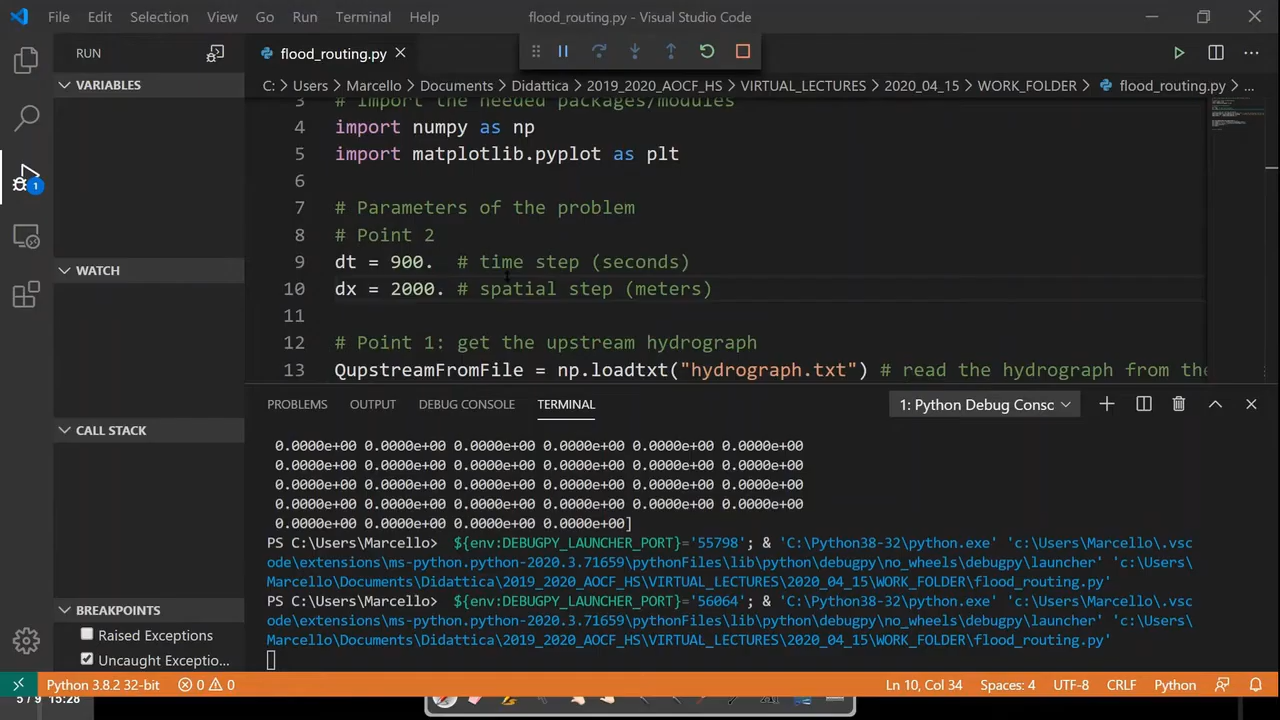 File Edit Selection View Go Run Terminal Help flood_routing.py - Visual Studio Code
RUN
flood_routing.py
VARIABLES
C: > Users > Marcello > Documents > Didattica > 2019_2020_AOCF_HS > VIRTUAL_LECTURES > 2020_04_15 > WORK_FOLDER > flood_routing.py > ...
3 # import the needed packages/modules
4 import numpy as np
5 import matplotlib.pyplot as plt
6
7 # Parameters of the problem
8 # Point 2
9 dt = 900. # time step (seconds)
10 dx = 2000. # spatial step (meters)
11
12 # Point 1: get the upstream hydrograph
13 QupstreamFromFile = np.loadtxt("hydrograph.txt") # read the hydrograph from the
1
WATCH
CALL STACK
BREAKPOINTS
Raised Exceptions
Uncaught Exceptio...
PROBLEMS OUTPUT DEBUG CONSOLE TERMINAL 1: Python Debug Consc
0.0000e+00 0.0000e+00 0.0000e+00 0.0000e+00 0.0000e+00 0.0000e+00
0.0000e+00 0.0000e+00 0.0000e+00 0.0000e+00 0.0000e+00 0.0000e+00
0.0000e+00 0.0000e+00 0.0000e+00 0.0000e+00 0.0000e+00 0.0000e+00
0.0000e+00 0.0000e+00 0.0000e+00 0.0000e+00 0.0000e+00 0.0000e+00
0.0000e+00 0.0000e+00 0.0000e+00 0.0000e+00]
PS C:\Users\Marcello> ${env:DEBUGPY_LAUNCHER_PORT}='55798'; & 'C:\Python38-32\python.exe' 'c:\Users\Marcello\.vsc
ode\extensions\ms-python.python-2020.3.71659\pythonFiles\lib\python\debugpy\no_wheels\debugpy\launcher' 'c:\Users\
Marcello\Documents\Didattica\2019_2020_AOCF_HS\VIRTUAL_LECTURES\2020_04_15\WORK_FOLDER\flood_routing.py'
PS C:\Users\Marcello> ${env:DEBUGPY_LAUNCHER_PORT}='56064'; & 'C:\Python38-32\python.exe' 'c:\Users\Marcello\.vsc
ode\extensions\ms-python.python-2020.3.71659\pythonFiles\lib\python\debugpy\no_wheels\debugpy\launcher' 'c:\Users\
Marcello\Documents\Didattica\2019_2020_AOCF_HS\VIRTUAL_LECTURES\2020_04_15\WORK_FOLDER\flood_routing.py'
Python 3.8.2 32-bit 0 0 Ln 10, Col 34 Spaces: 4 UTF-8 CRLF Python
5 / 9 15:28